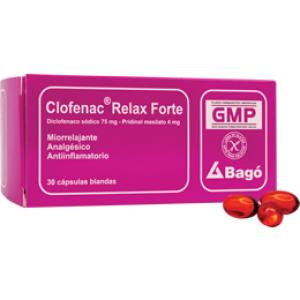 Clofenac® Relax Forte
Diclofenaco sódico 75 mg - Pridinol mesilato 4 mg
Miorrelajante
Analgésico
Antiinflamatorio
30 cápsulas blandas
GMP
Bagó